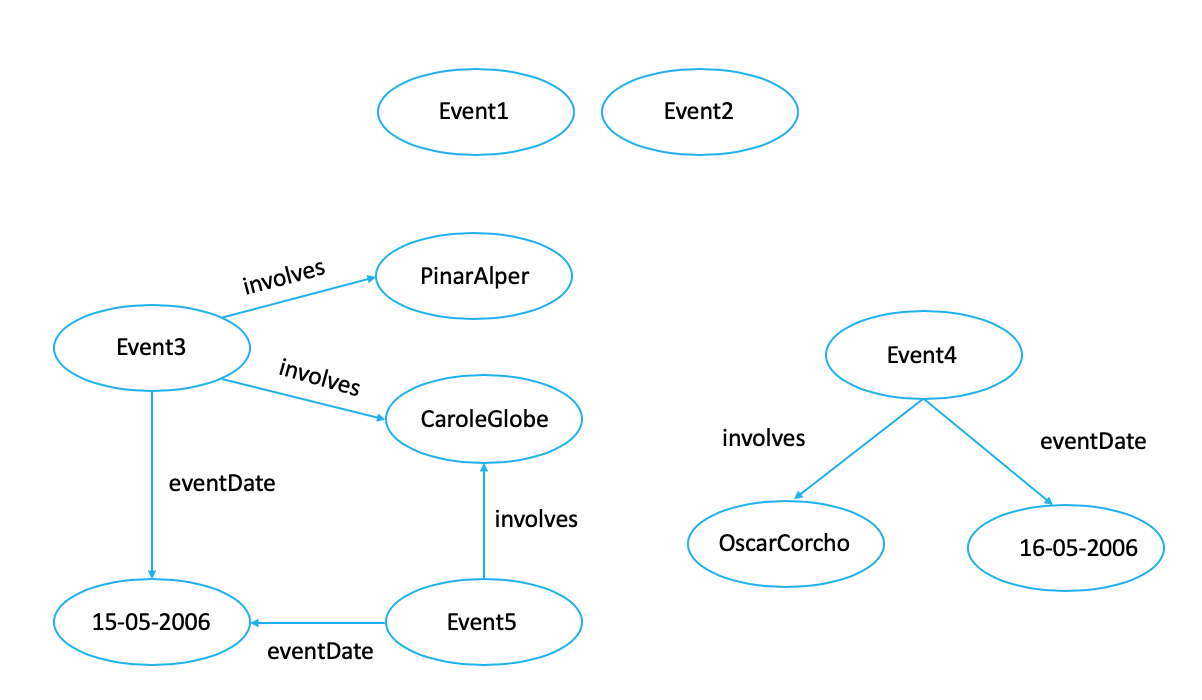 Event1
Event2
involves
PinarAlper
Event3
involves
Event4
CaroleGlobe
involves
eventDate
eventDate
involves
OscarCorcho
16-05-2006
15-05-2006
Event5
eventDate